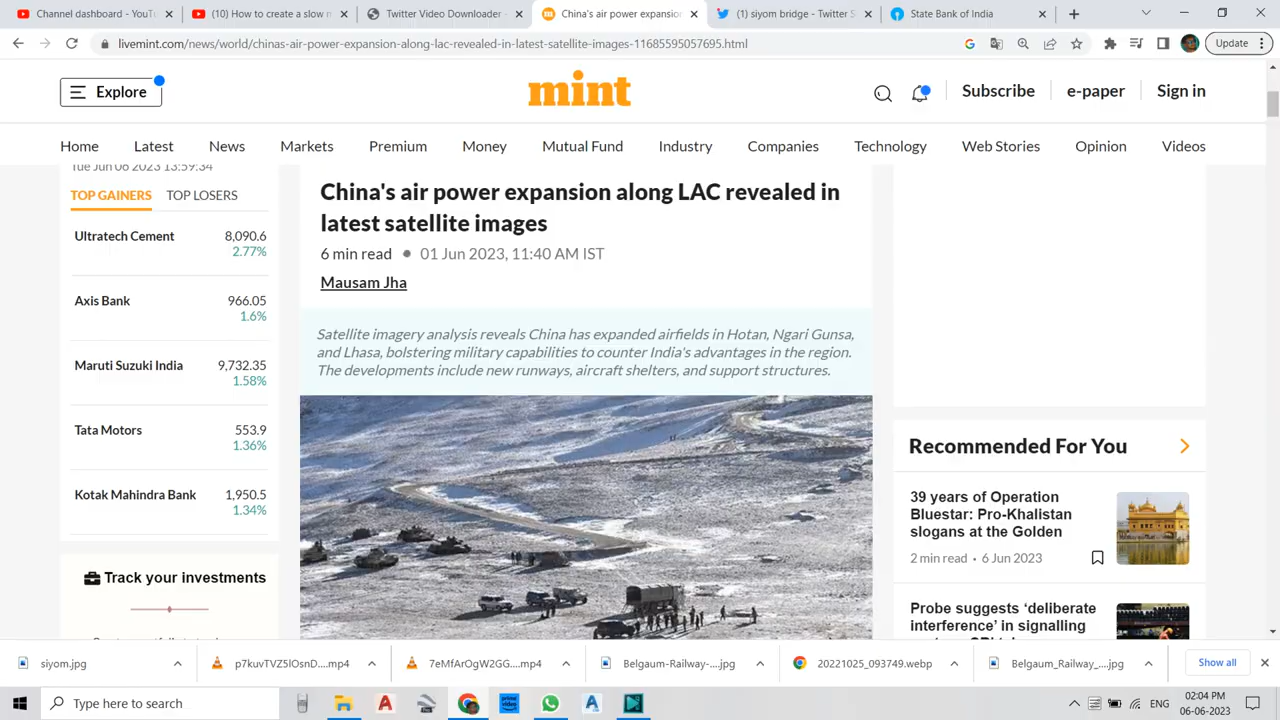 Channel dashboard - YouTu
(10) How to create a slow m
Twitter Video Downloader -
China's air power expansion
(1) siyom bridge - Twitter S
State Bank of India
livemint.com/news/world/chinas-air-power-expansion-along-lac-revealed-in-latest-satellite-images-11685595057695.html
Update
Explore
mint
Subscribe
e-paper
Sign in
Home
Latest
News
Markets
Premium
Money
Mutual Fund
Industry
Companies
Technology
Web Stories
Opinion
Videos
Tue Jun 06 2023 13:59:34
TOP GAINERS
TOP LOSERS
Ultratech Cement 8,090.6
2.77%
Axis Bank 966.05
1.6%
Maruti Suzuki India 9,732.35
1.58%
Tata Motors 553.9
1.36%
Kotak Mahindra Bank 1,950.5
1.34%
Track your investments
China's air power expansion along LAC revealed in
latest satellite images
6 min read ● 01 Jun 2023, 11:40 AM IST
Mausam Jha
Satellite imagery analysis reveals China has expanded airfields in Hotan, Ngari Gunsa,
and Lhasa, bolstering military capabilities to counter India's advantages in the region.
The developments include new runways, aircraft shelters, and support structures.
Recommended For You
39 years of Operation
Bluestar: Pro-Khalistan
slogans at the Golden
2 min read • 6 Jun 2023
Probe suggests ‘deliberate
interference’ in signalling
siyom.jpg
p7kuvTVZ5lOsnD....mp4
7eMfArOgW2GG....mp4
Belgaum-Railway-....jpg
20221025_093749.webp
Belgaum_Railway_....jpg
Show all
Type here to search
prime video
ENG
02:04 PM
06-06-2023